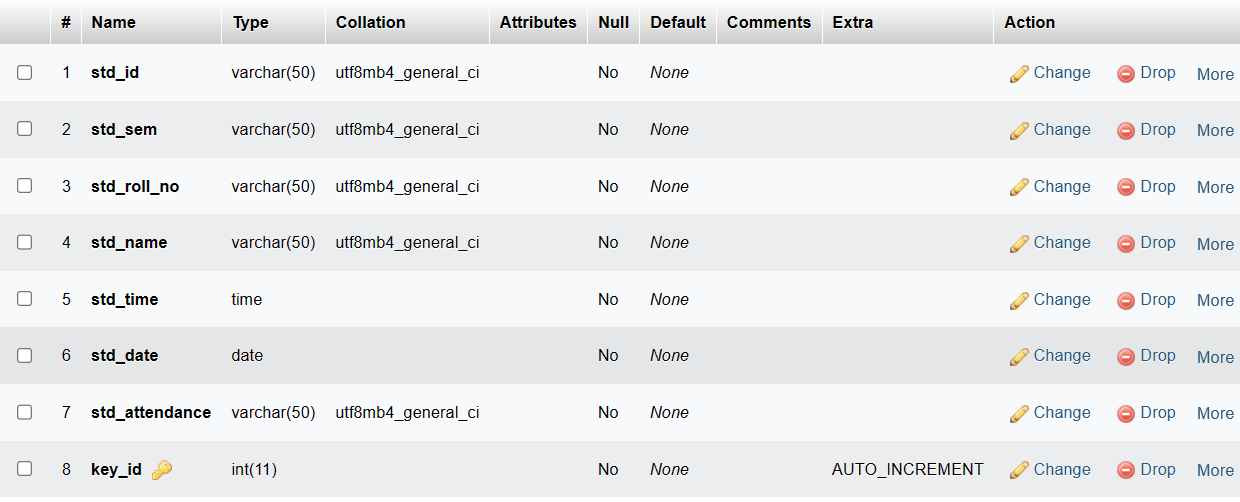 # Name Type Collation Attributes Null Default Comments Extra Action
1 std_id varchar(50) utf8mb4_general_ci No None Change Drop More
2 std_sem varchar(50) utf8mb4_general_ci No None Change Drop More
3 std_roll_no varchar(50) utf8mb4_general_ci No None Change Drop More
4 std_name varchar(50) utf8mb4_general_ci No None Change Drop More
5 std_time time No None Change Drop More
6 std_date date No None Change Drop More
7 std_attendance varchar(50) utf8mb4_general_ci No None Change Drop More
8 key_id int(11) No None AUTO_INCREMENT Change Drop More